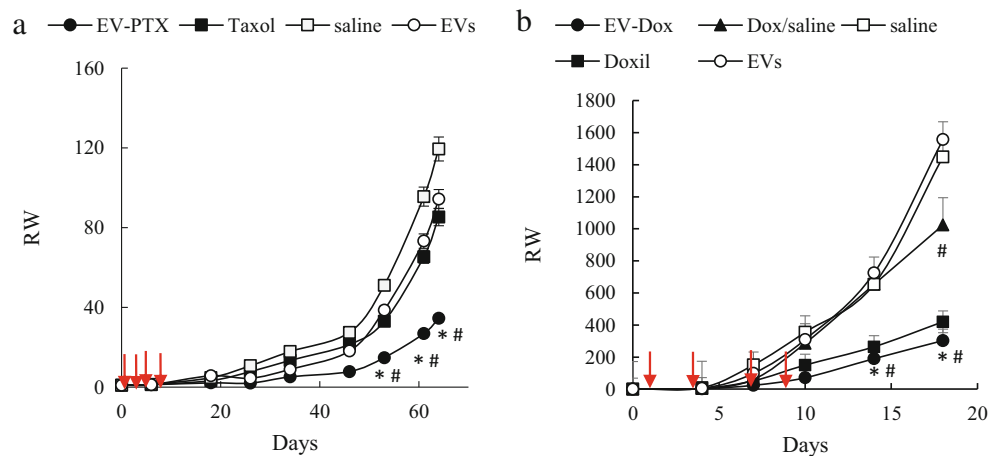 a
EV-PTX Taxol saline EVs
160
120
80
40
0
0 20 40 60
RW
Days
* #
* #
* #
b
EV-Dox Dox/saline saline
Doxil EVs
1800
1600
1400
1200
1000
800
600
400
200
0
0 5 10 15 20
RW
Days
#
* #
* #